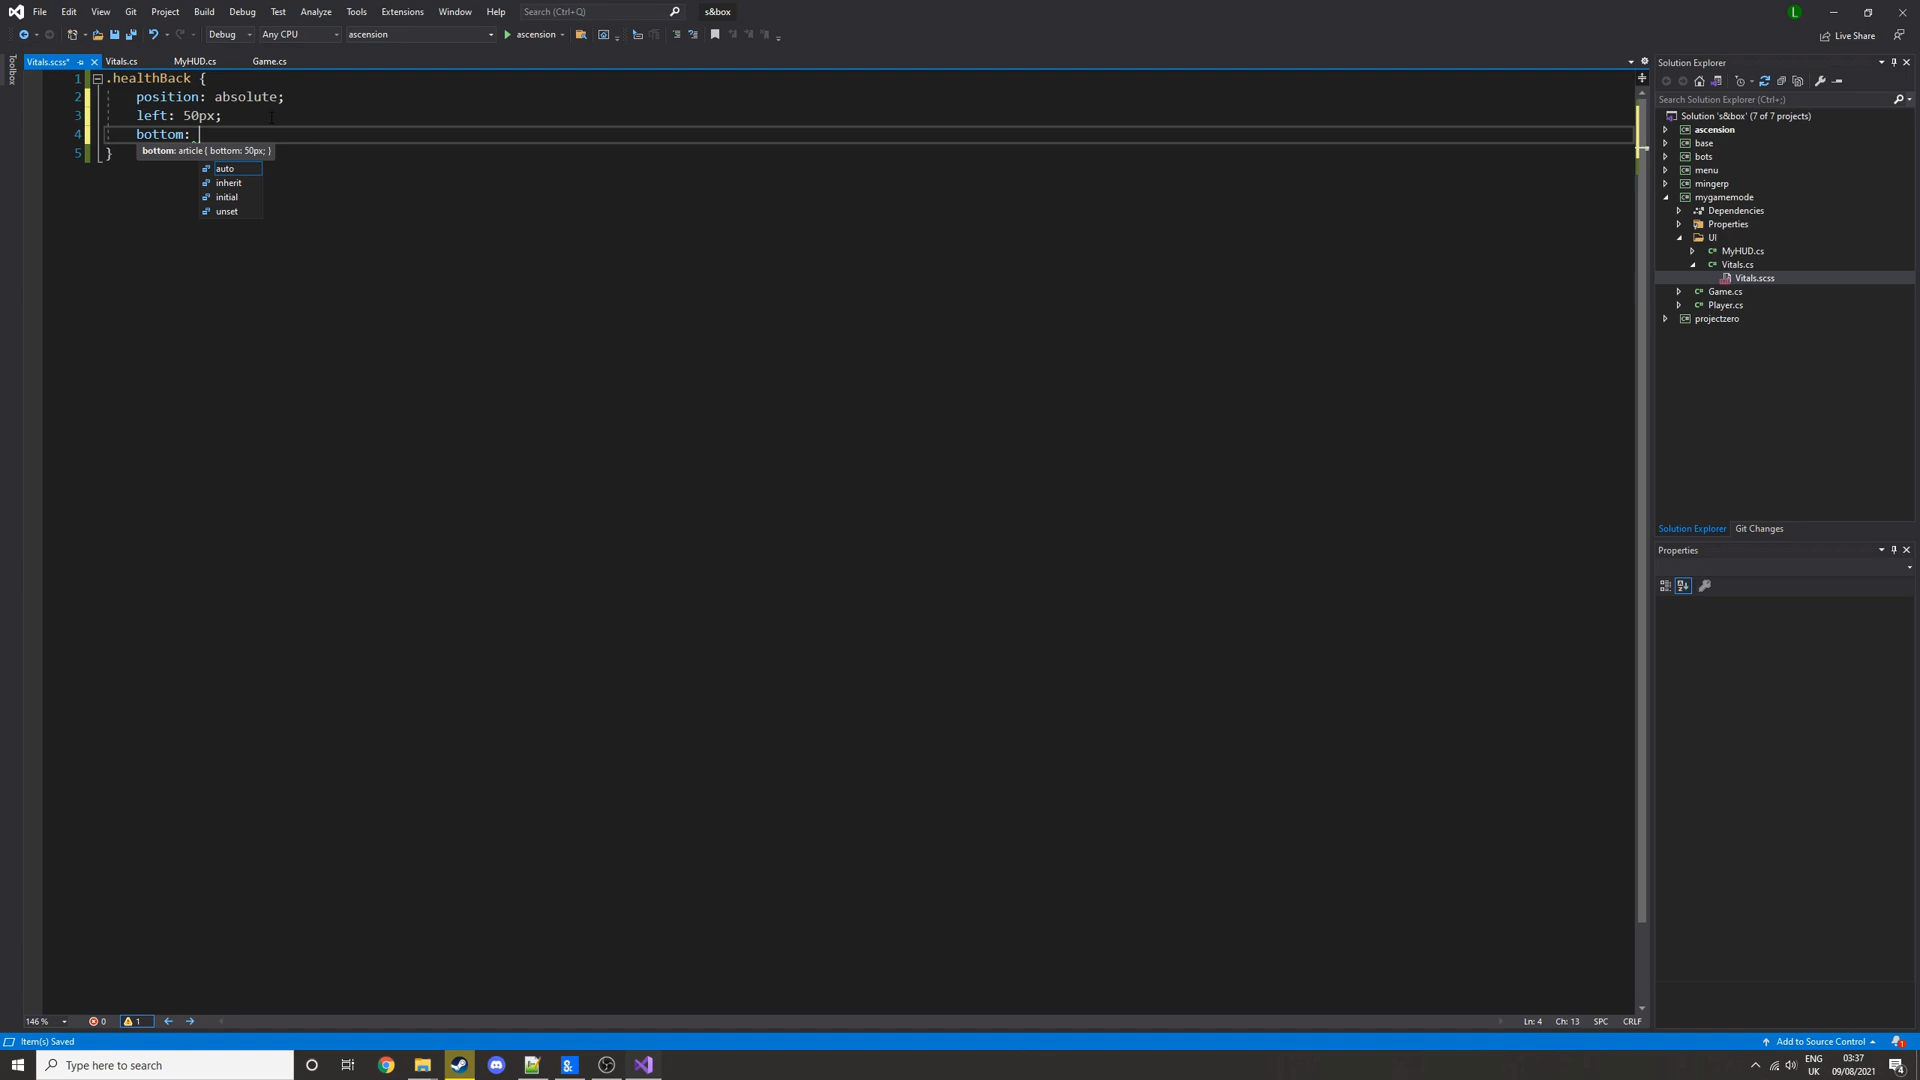 File Edit View Git Project Build Debug Test Analyze Tools Extensions Window Help Search (Ctrl+Q) s&box L
Debug Any CPU ascension ascension Live Share
Toolbox
Vitals.scss* Vitals.cs MyHUD.cs Game.cs
1 .healthBack {
2 position: absolute;
3 left: 50px;
4 bottom:
5 }
bottom: article { bottom: 50px; }
auto
inherit
initial
unset
Solution Explorer
Search Solution Explorer (Ctrl+;)
Solution 's&box' (7 of 7 projects)
ascension
base
bots
menu
mingerp
mygamemode
Dependencies
Properties
UI
MyHUD.cs
Vitals.cs
Vitals.scss
Game.cs
Player.cs
projectzero
Solution Explorer Git Changes
Properties
146 % 0 1 Ln: 4 Ch: 13 SPC CRLF
Item(s) Saved Add to Source Control 1
Type here to search ENG UK 03:37 09/08/2021 4